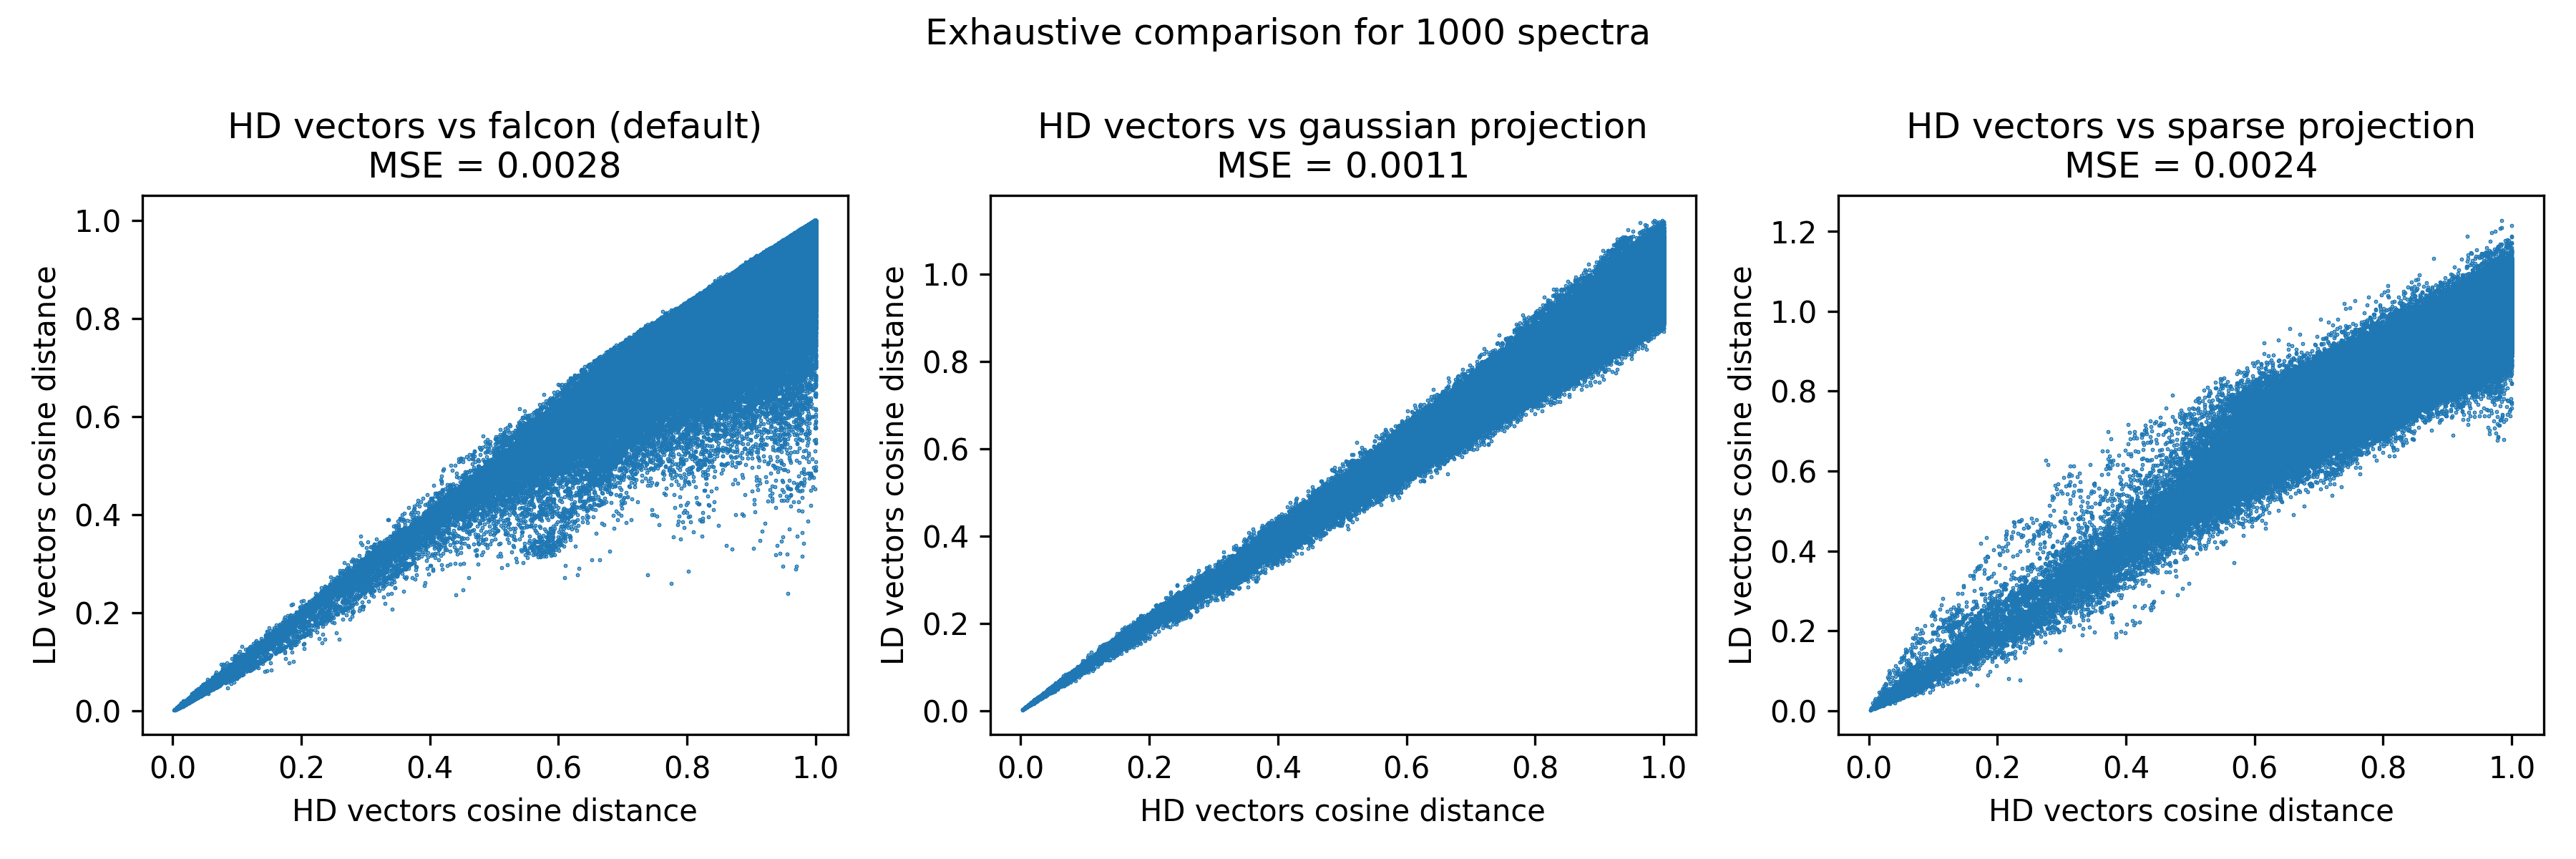 Exhaustive comparison for 1000 spectra
HD vectors vs falcon (default)
MSE = 0.0028
1.0
0.8
0.6
0.4
0.2
0.0
LD vectors cosine distance
0.0 0.2 0.4 0.6 0.8 1.0
HD vectors cosine distance
HD vectors vs gaussian projection
MSE = 0.0011
1.0
0.8
0.6
0.4
0.2
0.0
LD vectors cosine distance
0.0 0.2 0.4 0.6 0.8 1.0
HD vectors cosine distance
HD vectors vs sparse projection
MSE = 0.0024
1.2
1.0
0.8
0.6
0.4
0.2
0.0
LD vectors cosine distance
0.0 0.2 0.4 0.6 0.8 1.0
HD vectors cosine distance